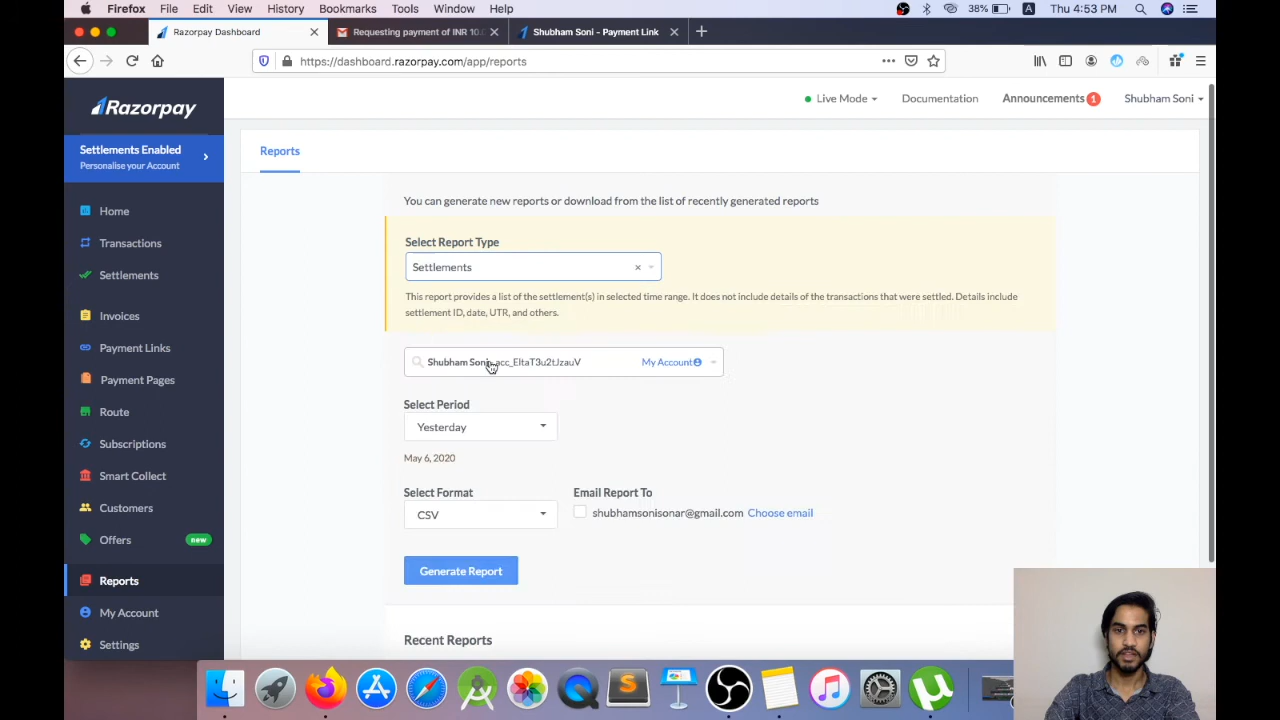 Firefox File Edit View History Bookmarks Tools Window Help
38% A Thu 4:53 PM
Razorpay Dashboard
Requesting payment of INR 10.
Shubham Soni - Payment Link
https://dashboard.razorpay.com/app/reports
Razorpay
Live Mode
Documentation
Announcements 1
Shubham Soni
Settlements Enabled
Personalise your Account
Home
Transactions
Settlements
Invoices
Payment Links
Payment Pages
Route
Subscriptions
Smart Collect
Customers
Offers new
Reports
My Account
Settings
Reports
You can generate new reports or download from the list of recently generated reports
Select Report Type
Settlements
This report provides a list of the settlement(s) in selected time range. It does not include details of the transactions that were settled. Details include
settlement ID, date, UTR, and others.
Shubham Soni My Account
Select Period
Yesterday
May 6, 2020
Select Format
CSV
Email Report To
shubhamsonisonar@gmail.com Choose email
Generate Report
Recent Reports